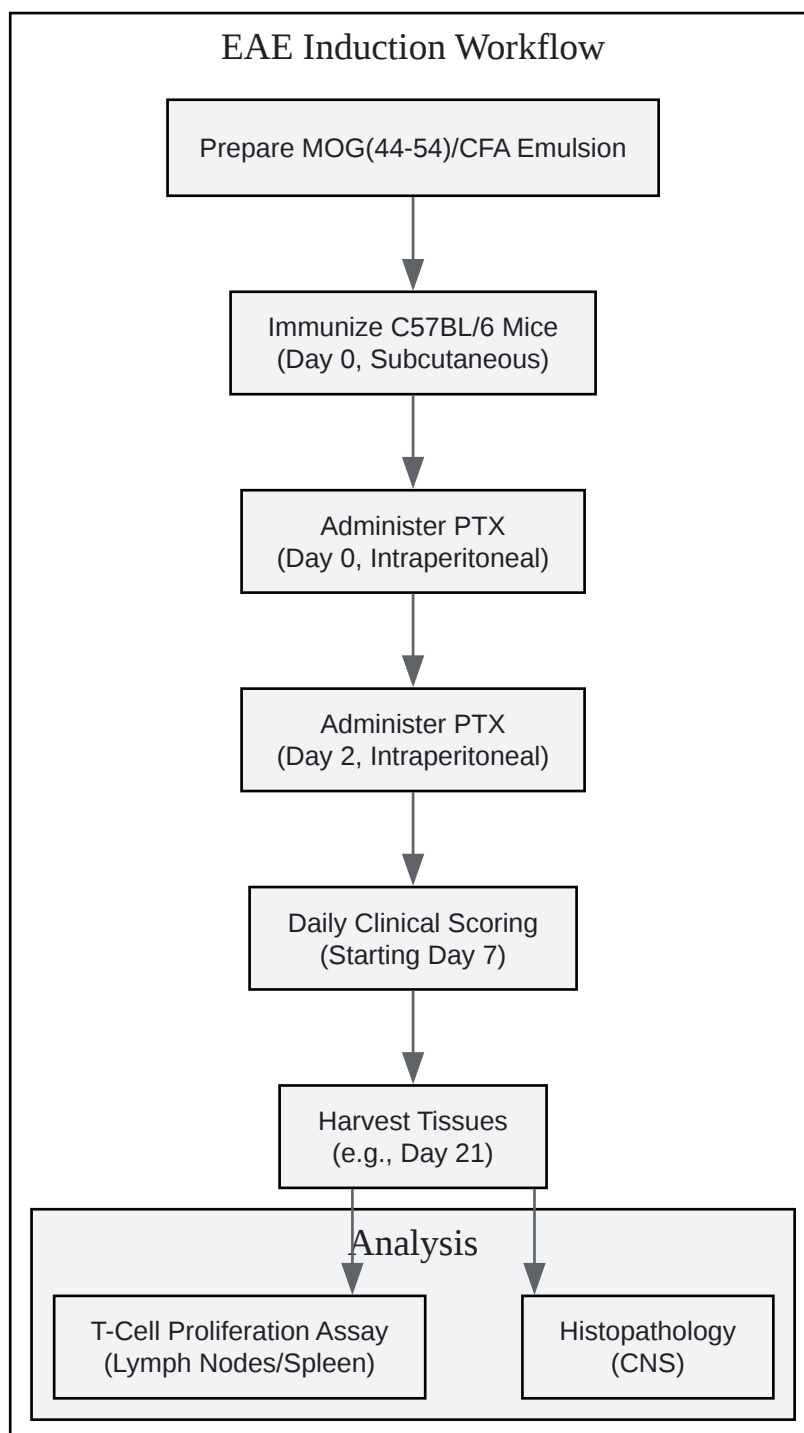 EAE Induction Workflow
Prepare MOG(44-54)/CFA Emulsion
Immunize C57BL/6 Mice
(Day 0, Subcutaneous)
Administer PTX
(Day 0, Intraperitoneal)
Administer PTX
(Day 2, Intraperitoneal)
Daily Clinical Scoring
(Starting Day 7)
Harvest Tissues
(e.g., Day 21)
Analysis
T-Cell Proliferation Assay
(Lymph Nodes/Spleen)
Histopathology
(CNS)